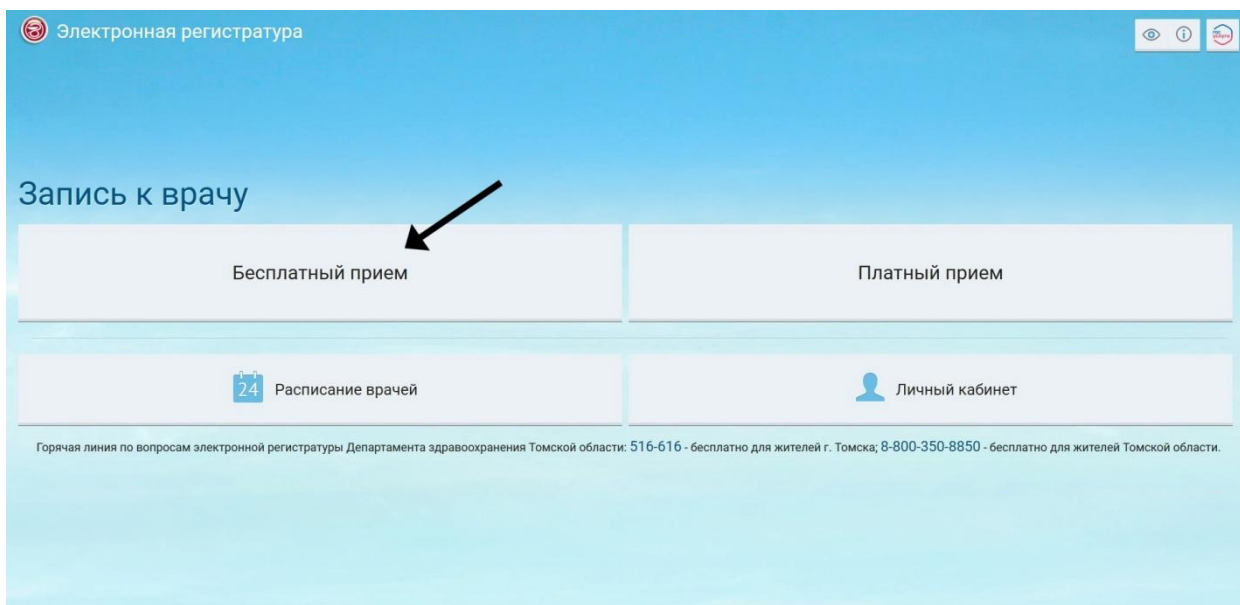 Электронная регистратура
Запись к врачу
Бесплатный прием
Платный прием
24 Расписание врачей
Личный кабинет
Горячая линия по вопросам электронной регистратуры Департамента здравоохранения Томской области: 516-616 - бесплатно для жителей г. Томска; 8-800-350-8850 - бесплатно для жителей Томской области.